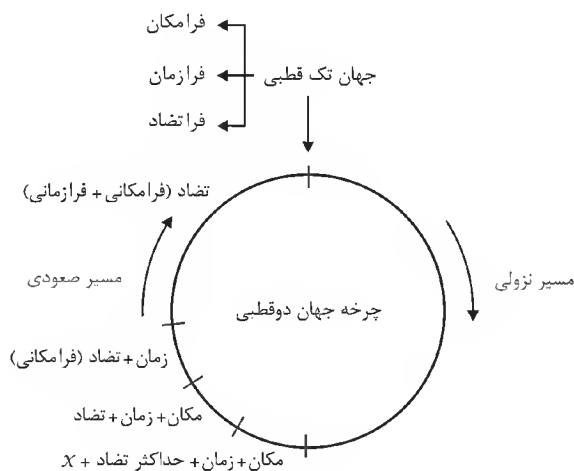 فرامکان
جهان تک قطبی
فرازمان
فراتضاد
تضاد (فرامکانی + فرازمانی)
مسیر صعودی
مسیر نزولی
چرخه جهان دوقطبی
زمان + تضاد (فرامکانی)
مکان + زمان + تضاد
مکان + زمان + حداکثر تضاد + X